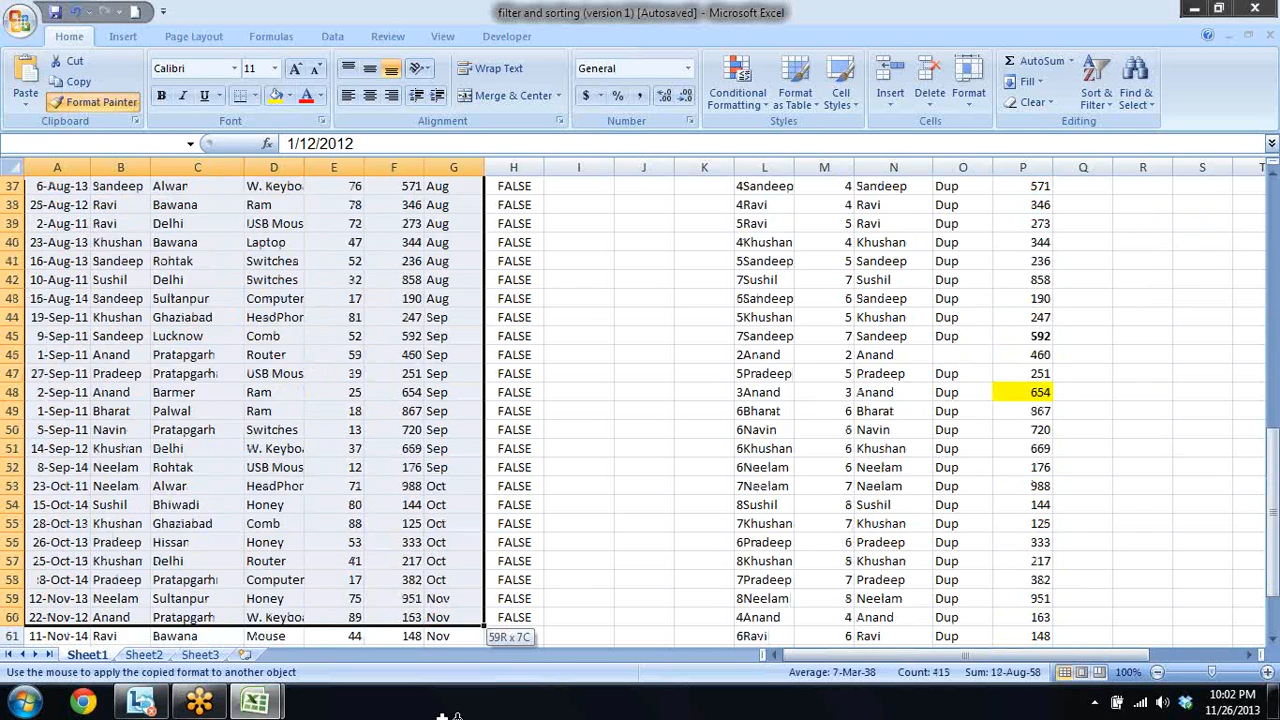 filter and sorting (version 1) [Autosaved] - Microsoft Excel
Home Insert Page Layout Formulas Data Review View Developer
Paste Cut Copy Format Painter Clipboard
Calibri 11 Font
Wrap Text Merge & Center Alignment
General Number
Conditional Formatting Format as Table Cell Styles Styles
Insert Delete Format Cells
AutoSum Fill Clear Sort & Filter Find & Select Editing
fx 1/12/2012
A B C D E F G H I J K L M N O P Q R S T
37 6-Aug-13 Sandeep Alwar W. Keybo 76 571 Aug FALSE 4Sandeep 4 Sandeep Dup 571
38 25-Aug-12 Ravi Bawana Ram 78 346 Aug FALSE 4Ravi 4 Ravi Dup 346
39 2-Aug-11 Ravi Delhi USB Mous 72 273 Aug FALSE 5Ravi 5 Ravi Dup 273
40 23-Aug-13 Khushan Bawana Laptop 47 344 Aug FALSE 4Khushan 4 Khushan Dup 344
41 16-Aug-13 Sandeep Rohtak Switches 52 236 Aug FALSE 5Sandeep 5 Sandeep Dup 236
42 10-Aug-11 Sushil Delhi Switches 32 858 Aug FALSE 7Sushil 7 Sushil Dup 858
16-Aug-14 Sandeep Sultanpur Computer 17 190 Aug FALSE 6 Sandeep Dup 190
44 19-Sep-11 Khushan Ghaziabad HeadPhor 81 247 Sep FALSE 5Khushan 5 Khushan Dup 247
45 9-Sep-11 Sandeep Lucknow Comb 52 592 Sep FALSE 7Sandeep 7 Sandeep Dup 592
46 1-Sep-11 Anand Pratapgarh Router 59 460 Sep FALSE 2Anand 2 Anand 460
47 27-Sep-11 Pradeep Pratapgarh USB Mous 39 251 Sep FALSE 5Pradeep 5 Pradeep Dup 251
48 2-Sep-11 Anand Barmer Ram 25 654 Sep FALSE 3Anand 3 Anand Dup 654
49 1-Sep-11 Bharat Palwal Ram 18 867 Sep FALSE 6Bharat 6 Bharat Dup 867
50 5-Sep-11 Navin Pratapgarh Switches 13 720 Sep FALSE 6Navin 6 Navin Dup 720
51 14-Sep-12 Khushan Delhi W. Keybo 37 669 Sep FALSE 6Khushan 6 Khushan Dup 669
8-Sep-14 Neelam Rohtak USB Mous 12 176 Sep FALSE 6Neelam 6 Neelam Dup 176
53 23-Oct-11 Neelam Alwar HeadPhor 71 988 Oct FALSE 7Neelam 7 Neelam Dup 988
54 15-Oct-14 Sushil Bhiwadi Honey 80 144 Oct FALSE 8Sushil 8 Sushil Dup 144
55 28-Oct-13 Khushan Ghaziabad Comb 88 125 Oct FALSE 7Khushan 7 Khushan Dup 125
56 26-Oct-13 Pradeep Hissar Honey 53 333 Oct FALSE 6Pradeep 6 Pradeep Dup 333
57 25-Oct-13 Khushan Delhi Router 41 217 Oct FALSE 8Khushan 8 Khushan Dup 217
58 8-Oct-14 Pradeep Pratapgarh Computer 17 382 Oct FALSE 7Pradeep 7 Pradeep Dup 382
59 12-Nov-13 Neelam Sultanpur Honey 75 951 Nov FALSE 8Neelam 8 Neelam Dup 951
60 22-Nov-12 Anand Pratapgarh W. Keybo 89 153 Nov FALSE 4Anand 4 Anand Dup 163
61 11-Nov-14 Ravi Bawana Mouse 44 148 Nov 59R x 7C 6Ravi 6 Ravi Dup 148
Sheet1 Sheet2 Sheet3
Use the mouse to apply the copied format to another object Average: 7-Mar-38 Count: 415 Sum: 12-Aug-58 100%
10:02 PM
11/26/2013